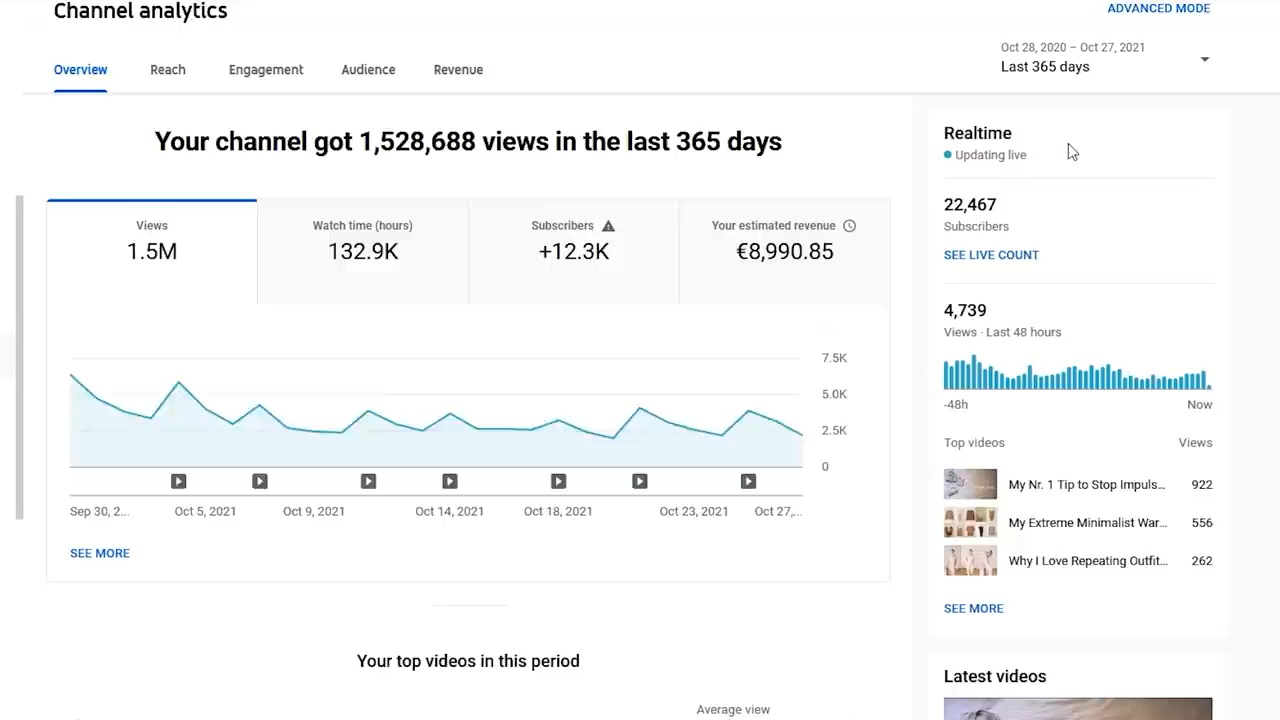 Channel analytics
ADVANCED MODE
Overview
Reach
Engagement
Audience
Revenue
Oct 28, 2020 – Oct 27, 2021
Last 365 days
Your channel got 1,528,688 views in the last 365 days
Views
1.5M
Watch time (hours)
132.9K
Subscribers
+12.3K
Your estimated revenue
€8,990.85
7.5K
5.0K
2.5K
0
Sep 30, 2...
Oct 5, 2021
Oct 9, 2021
Oct 14, 2021
Oct 18, 2021
Oct 23, 2021
Oct 27,...
SEE MORE
Your top videos in this period
Average view
Realtime
Updating live
22,467
Subscribers
SEE LIVE COUNT
4,739
Views · Last 48 hours
-48h
Now
Top videos
Views
My Nr. 1 Tip to Stop Impuls...
922
My Extreme Minimalist War...
556
Why I Love Repeating Outfit...
262
SEE MORE
Latest videos